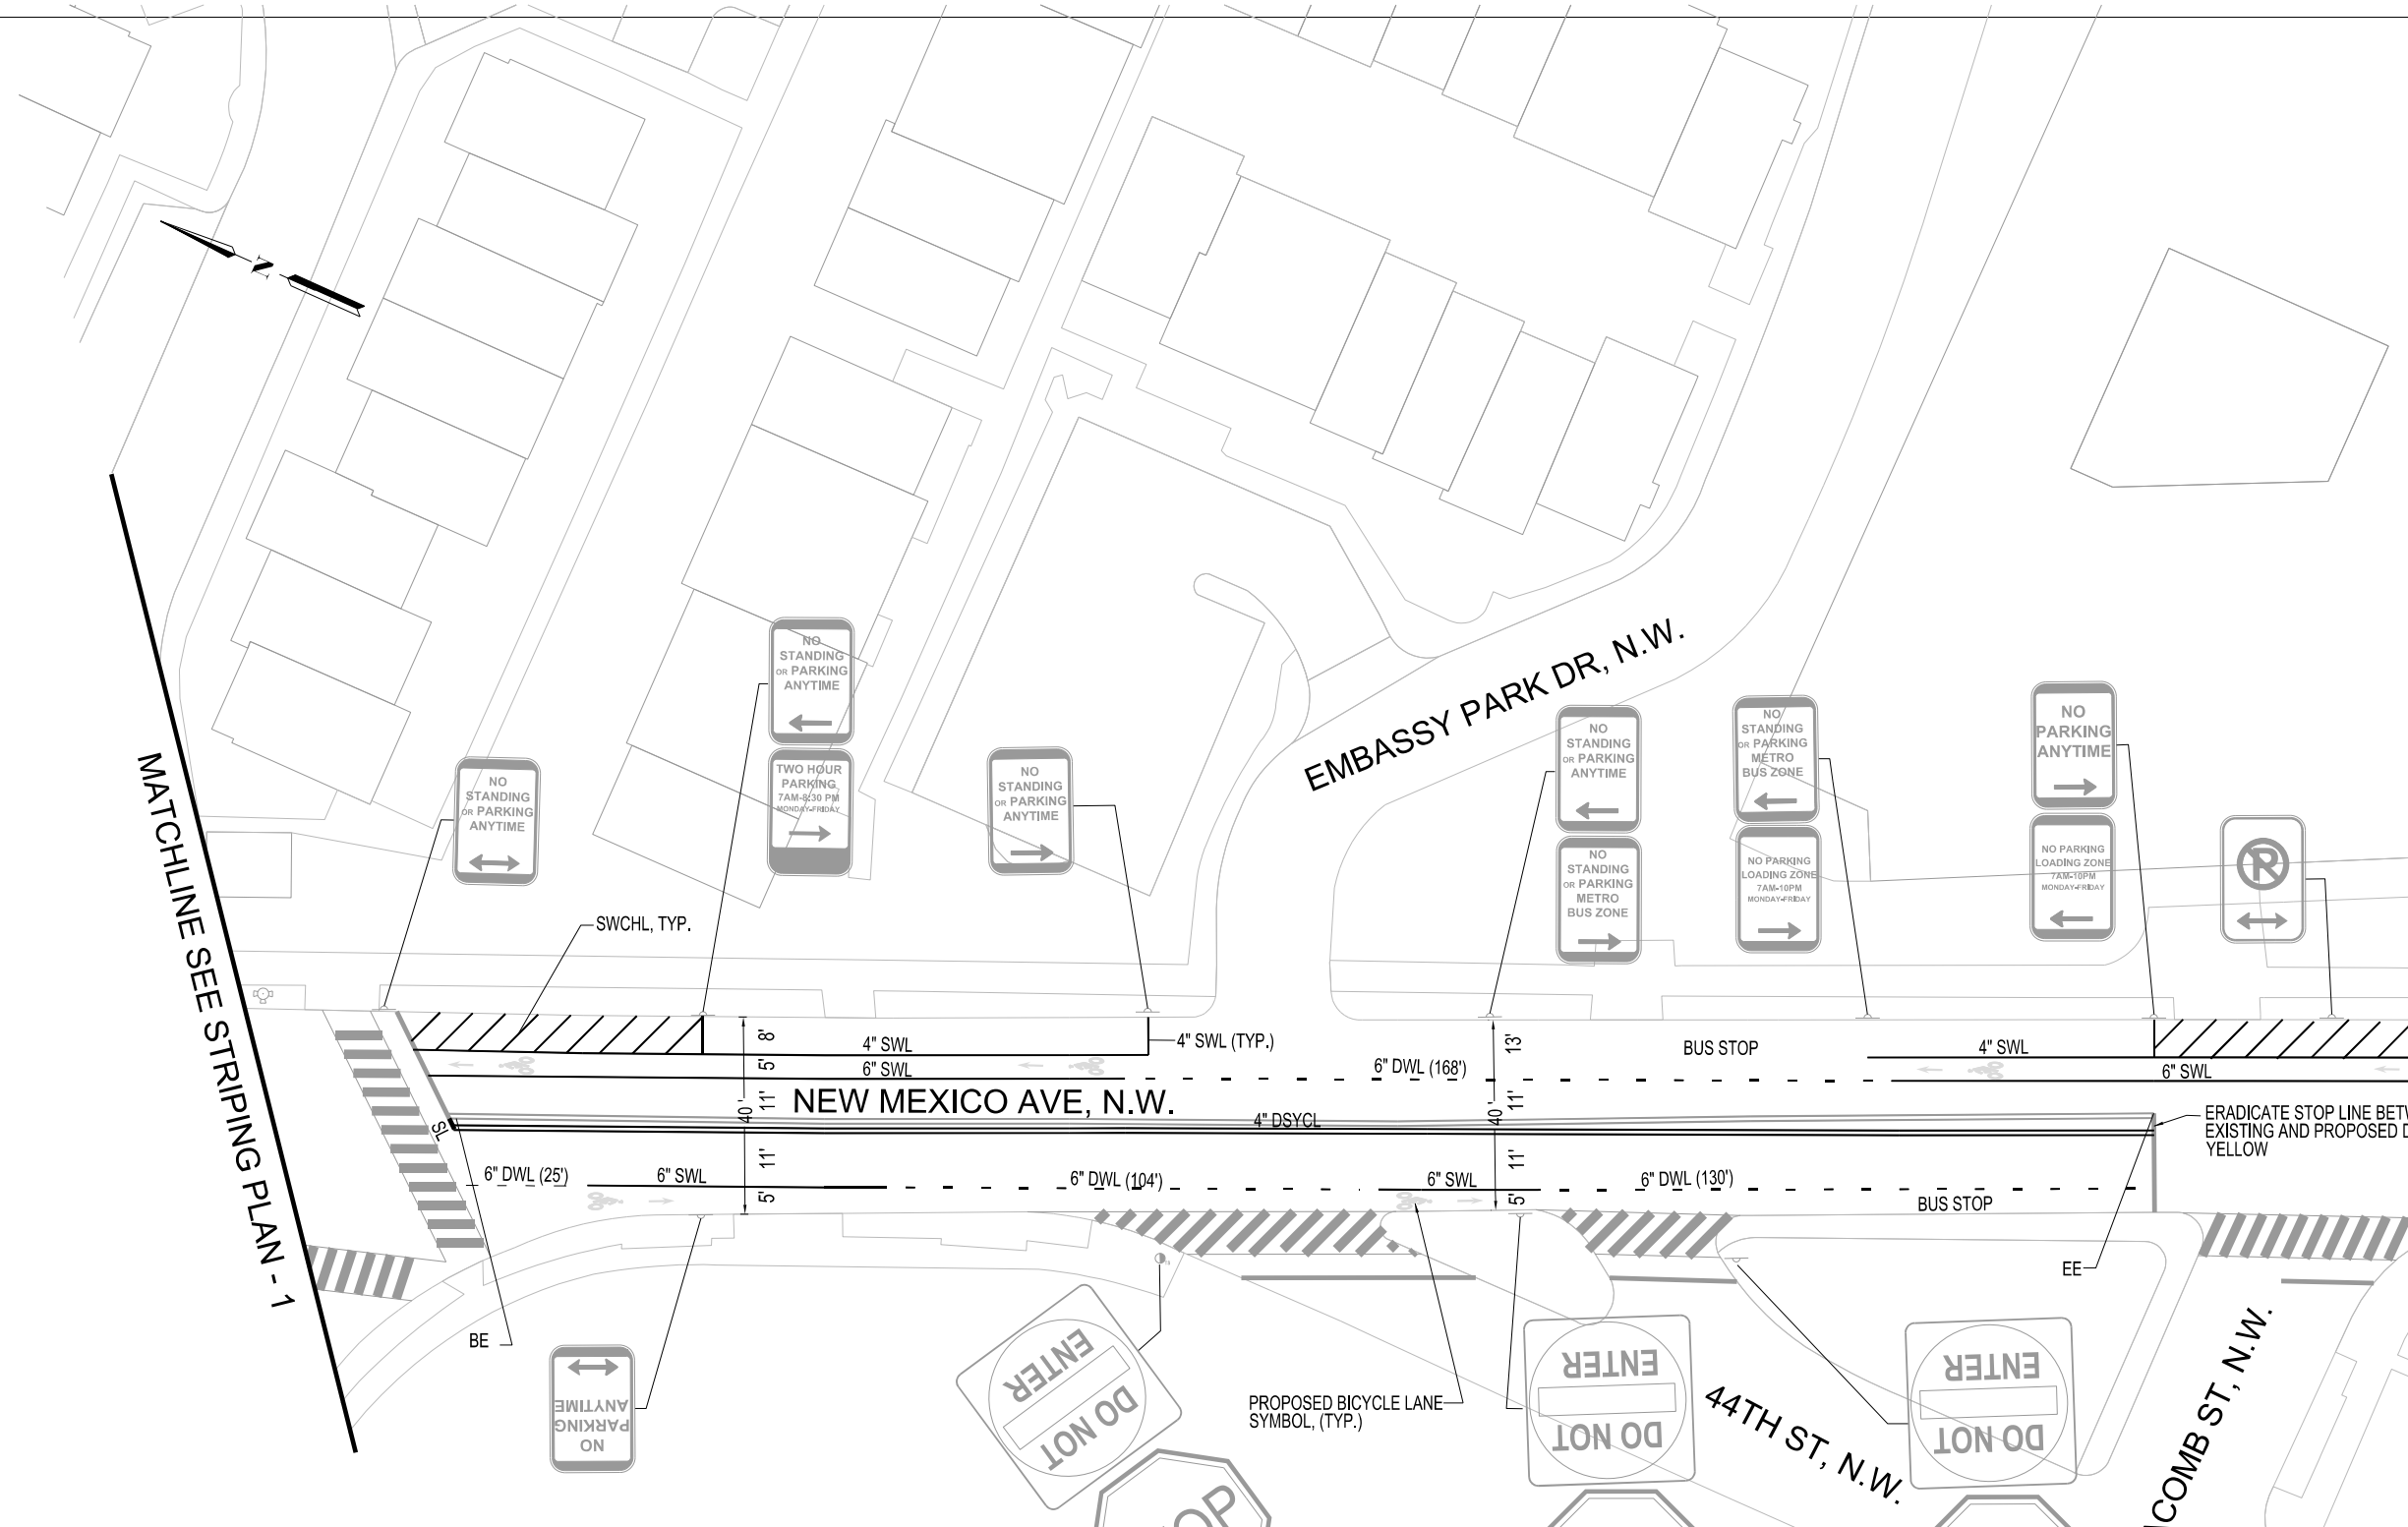 N
MATCHLINE SEE STRIPING PLAN - 1
NO
STANDING
OR PARKING
ANYTIME
NO
STANDING
OR PARKING
ANYTIME
TWO HOUR
PARKING
7AM-8:30 PM
MONDAY-FRIDAY
NO
STANDING
OR PARKING
ANYTIME
EMBASSY PARK DR, N.W.
NO
STANDING
OR PARKING
ANYTIME
NO
STANDING
OR PARKING
METRO
BUS ZONE
NO
STANDING
OR PARKING
METRO
BUS ZONE
NO PARKING
LOADING ZONE
7AM-10PM
MONDAY-FRIDAY
NO
PARKING
ANYTIME
NO PARKING
LOADING ZONE
7AM-10PM
MONDAY-FRIDAY
P
SWCHL, TYP.
8'
5'
11'
40 '
11'
5'
4" SWL
6" SWL
4" SWL (TYP.)
6" DWL (168')
13'
11'
40 '
11'
5'
BUS STOP
4" SWL
6" SWL
NEW MEXICO AVE, N.W.
4" DSYCL
SL
ERADICATE STOP LINE
EXISTING AND PROPOSED
YELLOW
6" DWL (25')
6" SWL
6" DWL (104')
6" SWL
6" DWL (130')
BUS STOP
EE
BE
NO
PARKING
ANYTIME
DO NOT
ENTER
PROPOSED BICYCLE LANE
SYMBOL, (TYP.)
DO NOT
ENTER
44TH ST, N.W.
DO NOT
ENTER
COMB ST, N.W.